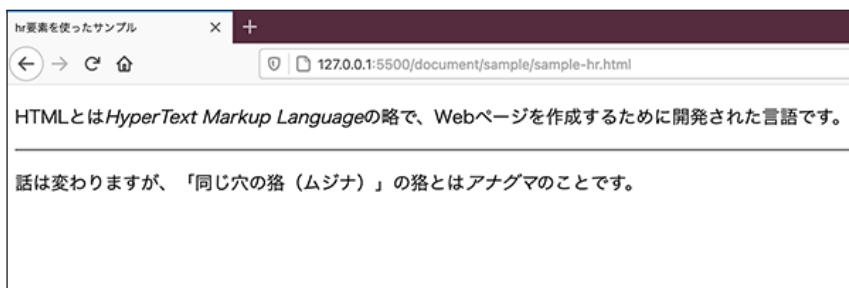 hr要素を使ったサンプル
127.0.0.1:5500/document/sample/sample-hr.html
HTMLとはHyperText Markup Languageの略で、Webページを作成するために開発された言語です。
話は変わりますが、「同じ穴の狢（ムジナ）」の狢とはアナグマのことです。